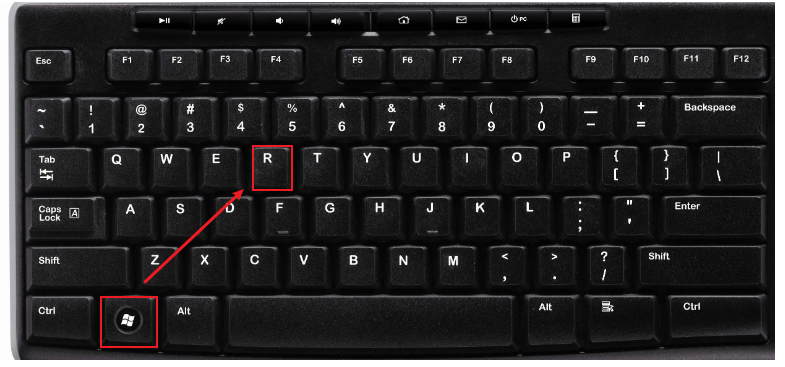 PC
Esc F1 F2 F3 F4 F5 F6 F7 F8 F9 F10 F11 F12
~ ! @ # $ % ^ & * ( ) — + Backspace
` 1 2 3 4 5 6 7 8 9 0 - =
Tab Q W E R T Y U I O P { } |
[ ] \
Caps Lock A A S D F G H J K L : " Enter
; '
Shift Z X C V B N M < > ? Shift
, . /
Ctrl Alt Alt Ctrl